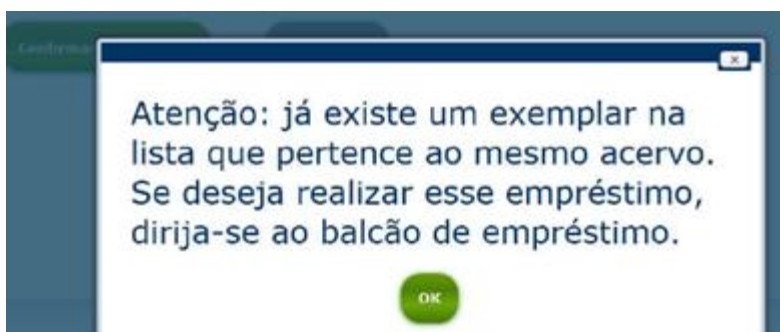 Atenção: já existe um exemplar na
lista que pertence ao mesmo acervo.
Se deseja realizar esse empréstimo,
dirija-se ao balcão de empréstimo.
OK